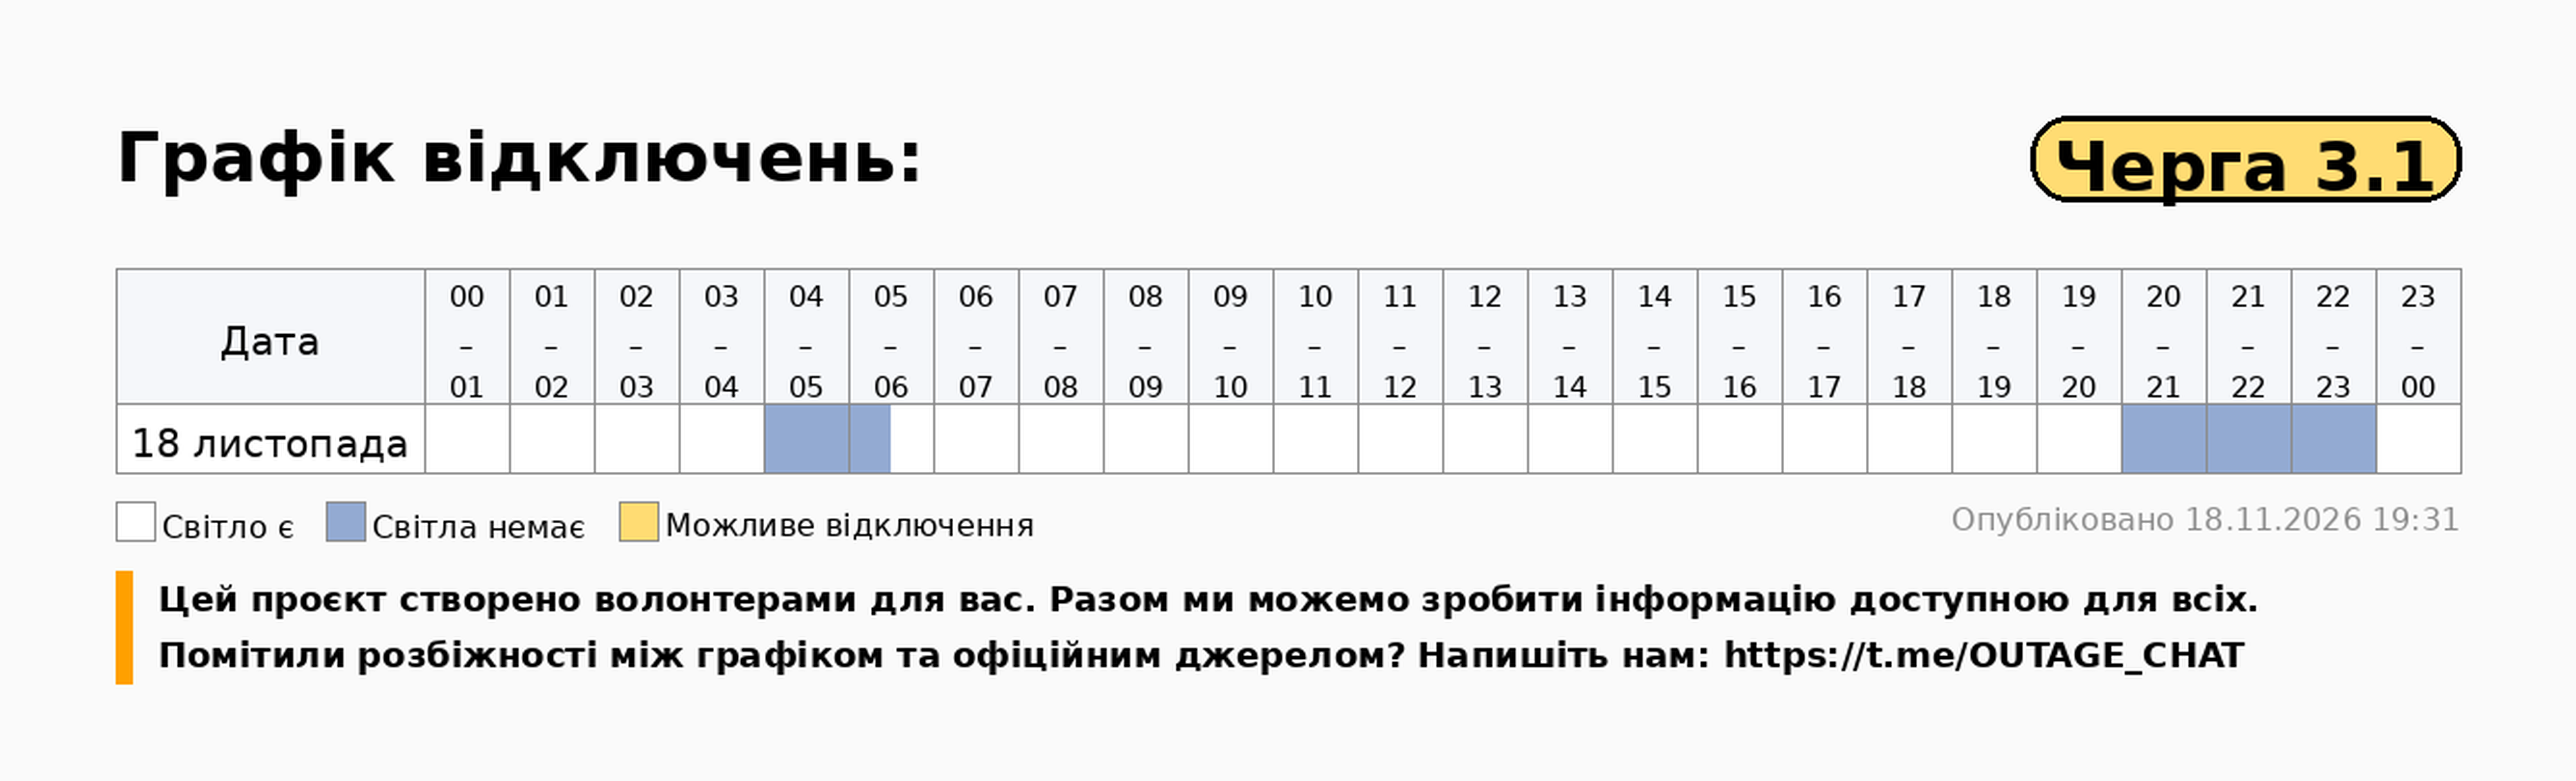 Графік відключень:
Черга 3.1
Дата 00 – 01 01 – 02 02 – 03 03 – 04 04 – 05 05 – 06 06 – 07 07 – 08 08 – 09 09 – 10 10 – 11 11 – 12 12 – 13 13 – 14 14 – 15 15 – 16 16 – 17 17 – 18 18 – 19 19 – 20 20 – 21 21 – 22 22 – 23 23 – 00
18 листопада
Світло є Світла немає Можливе відключення
Опубліковано 18.11.2026 19:31
Цей проєкт створено волонтерами для вас. Разом ми можемо зробити інформацію доступною для всіх.
Помітили розбіжності між графіком та офіційним джерелом? Напишіть нам: https://t.me/OUTAGE_CHAT